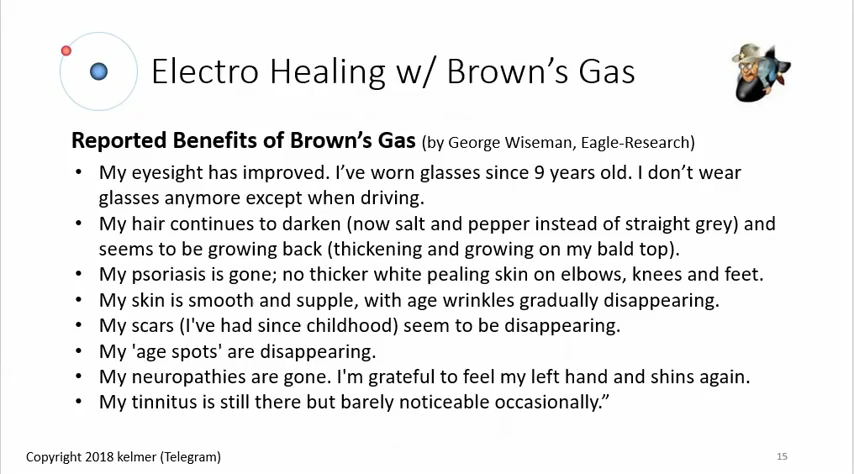 Electro Healing w/ Brown’s Gas
Reported Benefits of Brown’s Gas (by George Wiseman, Eagle-Research)
• My eyesight has improved. I’ve worn glasses since 9 years old. I don’t wear
glasses anymore except when driving.
• My hair continues to darken (now salt and pepper instead of straight grey) and
seems to be growing back (thickening and growing on my bald top).
• My psoriasis is gone; no thicker white pealing skin on elbows, knees and feet.
• My skin is smooth and supple, with age wrinkles gradually disappearing.
• My scars (I've had since childhood) seem to be disappearing.
• My 'age spots' are disappearing.
• My neuropathies are gone. I'm grateful to feel my left hand and shins again.
• My tinnitus is still there but barely noticeable occasionally.”
Copyright 2018 kelmer (Telegram)
15